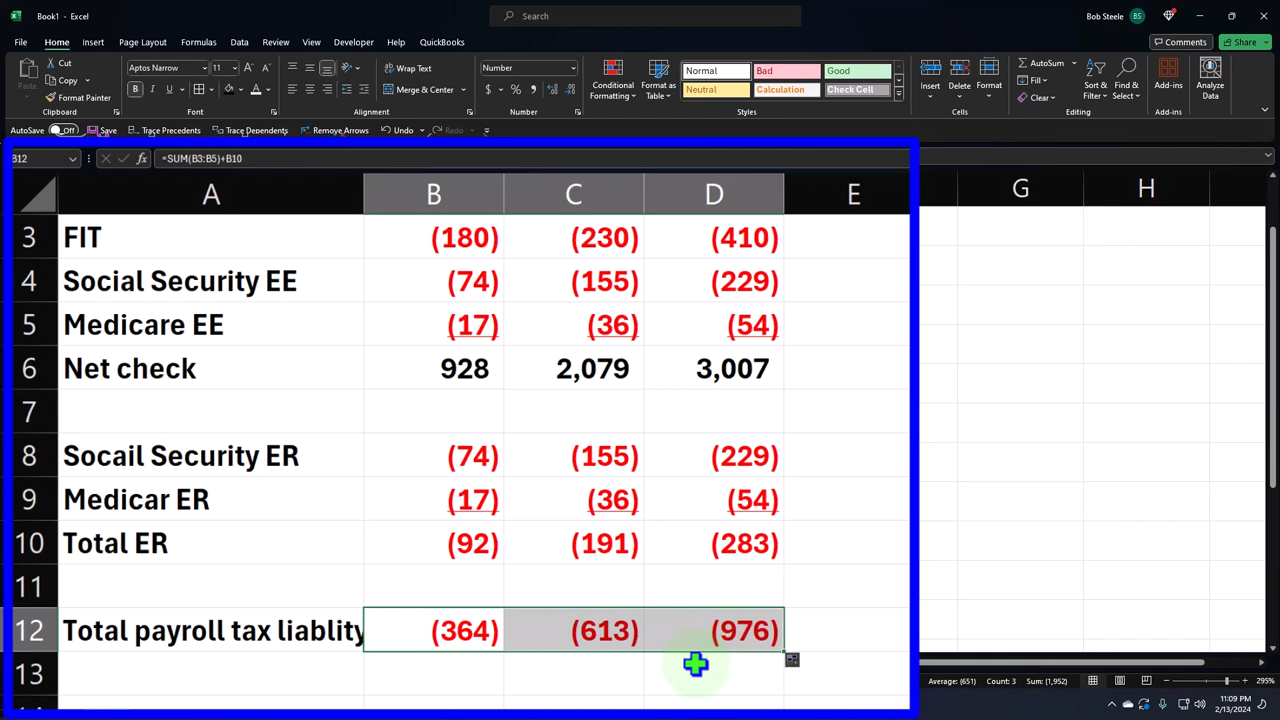 Book1 - Excel
Search
Bob Steele BS
File Home Insert Page Layout Formulas Data Review View Developer Help QuickBooks
Comments Share
Cut
Copy
Format Painter
Paste
Clipboard
Aptos Narrow 11
B I U
Font
Wrap Text
Merge & Center
Alignment
Number
$ % 9
Number
Conditional Formatting
Format as Table
Normal Bad Good
Neutral Calculation Check Cell
Styles
Insert Delete Format
Cells
AutoSum
Fill
Clear
Sort & Filter
Find & Select
Editing
Add-ins
Add-ins
Analyze Data
AutoSave Off Save Trace Precedents Trace Dependents Remove Arrows Undo Redo
B12 fx =SUM(B3:B5)+B10
A B C D E G H
3 FIT (180) (230) (410)
4 Social Security EE (74) (155) (229)
5 Medicare EE (17) (36) (54)
6 Net check 928 2,079 3,007
7
8 Socail Security ER (74) (155) (229)
9 Medicar ER (17) (36) (54)
10 Total ER (92) (191) (283)
11
12 Total payroll tax liablity (364) (613) (976)
13
Average: (651) Count: 3 Sum: (1,952) 295%
11:09 PM
2/13/2024